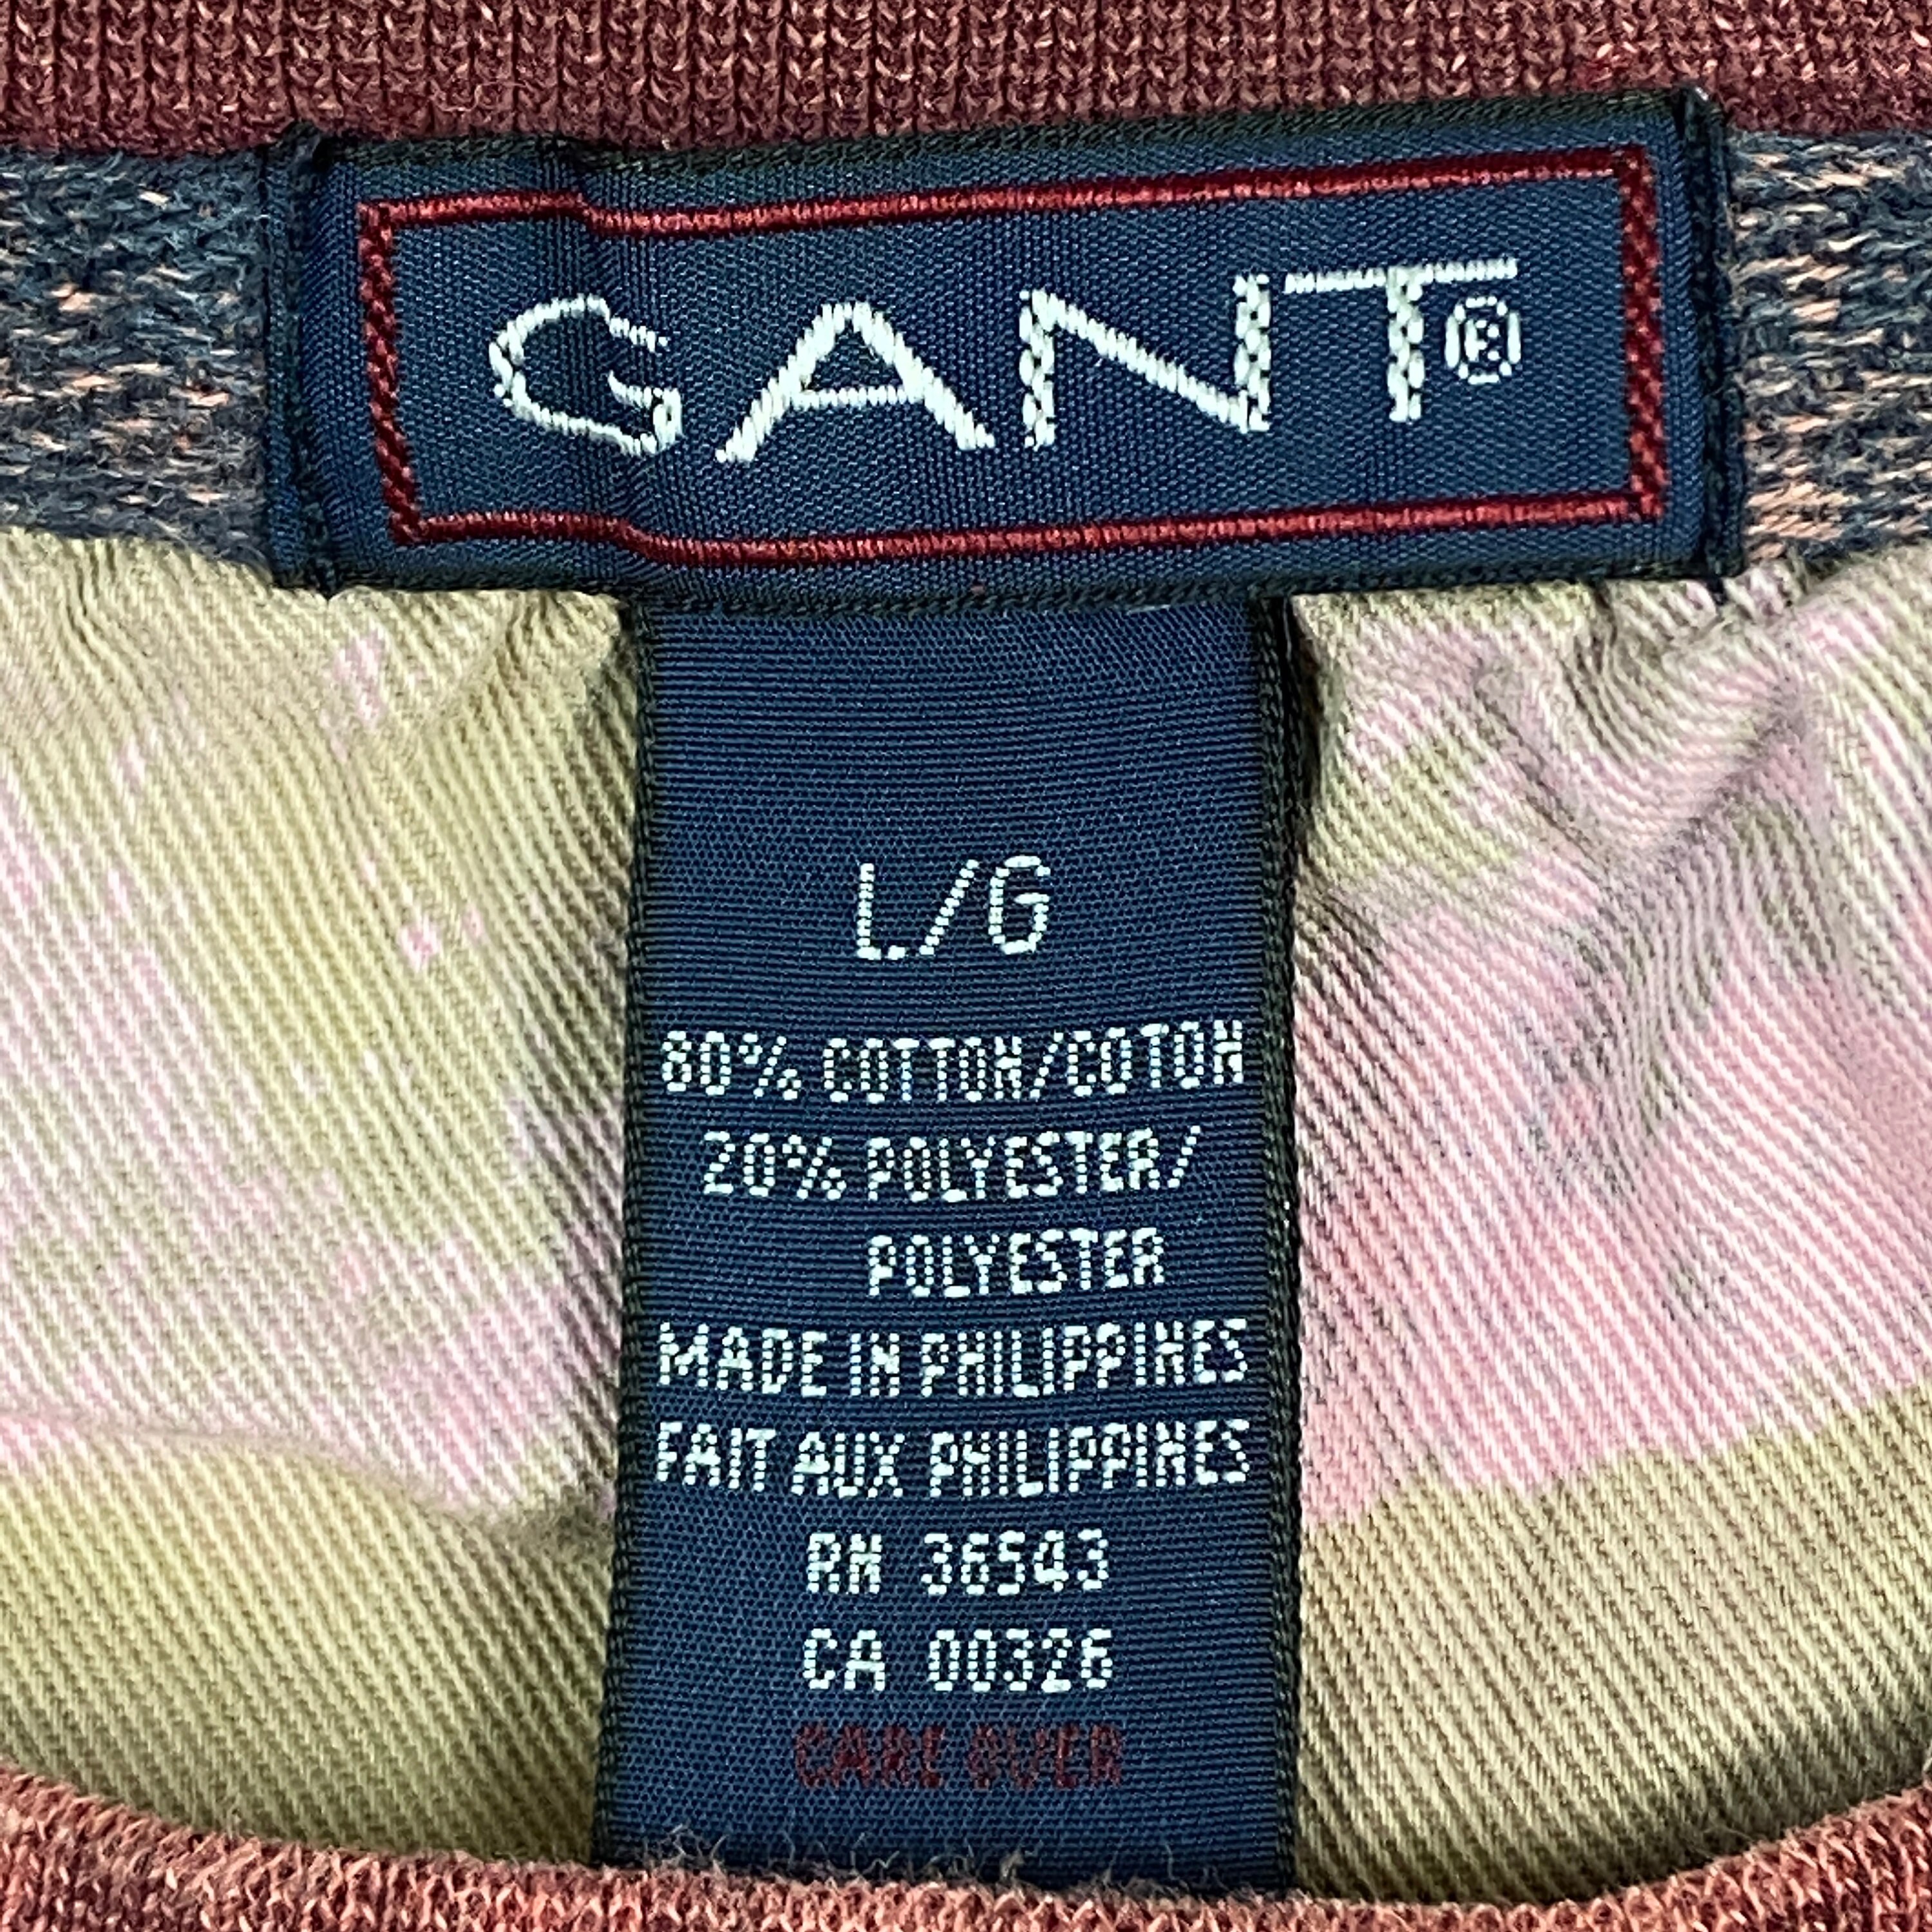 GANT®
L/G
80% COTTON/COTON
20% POLYESTER/
POLYESTER
MADE IN PHILIPPINES
FAIT AUX PHILIPPINES
RN 36543
CA 00326
CARE OVER